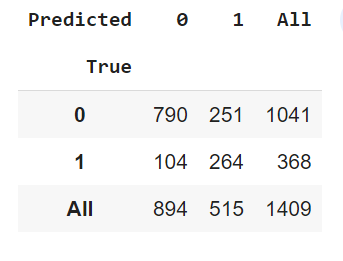 Predicted 0 1 All
True
0 790 251 1041
1 104 264 368
All 894 515 1409